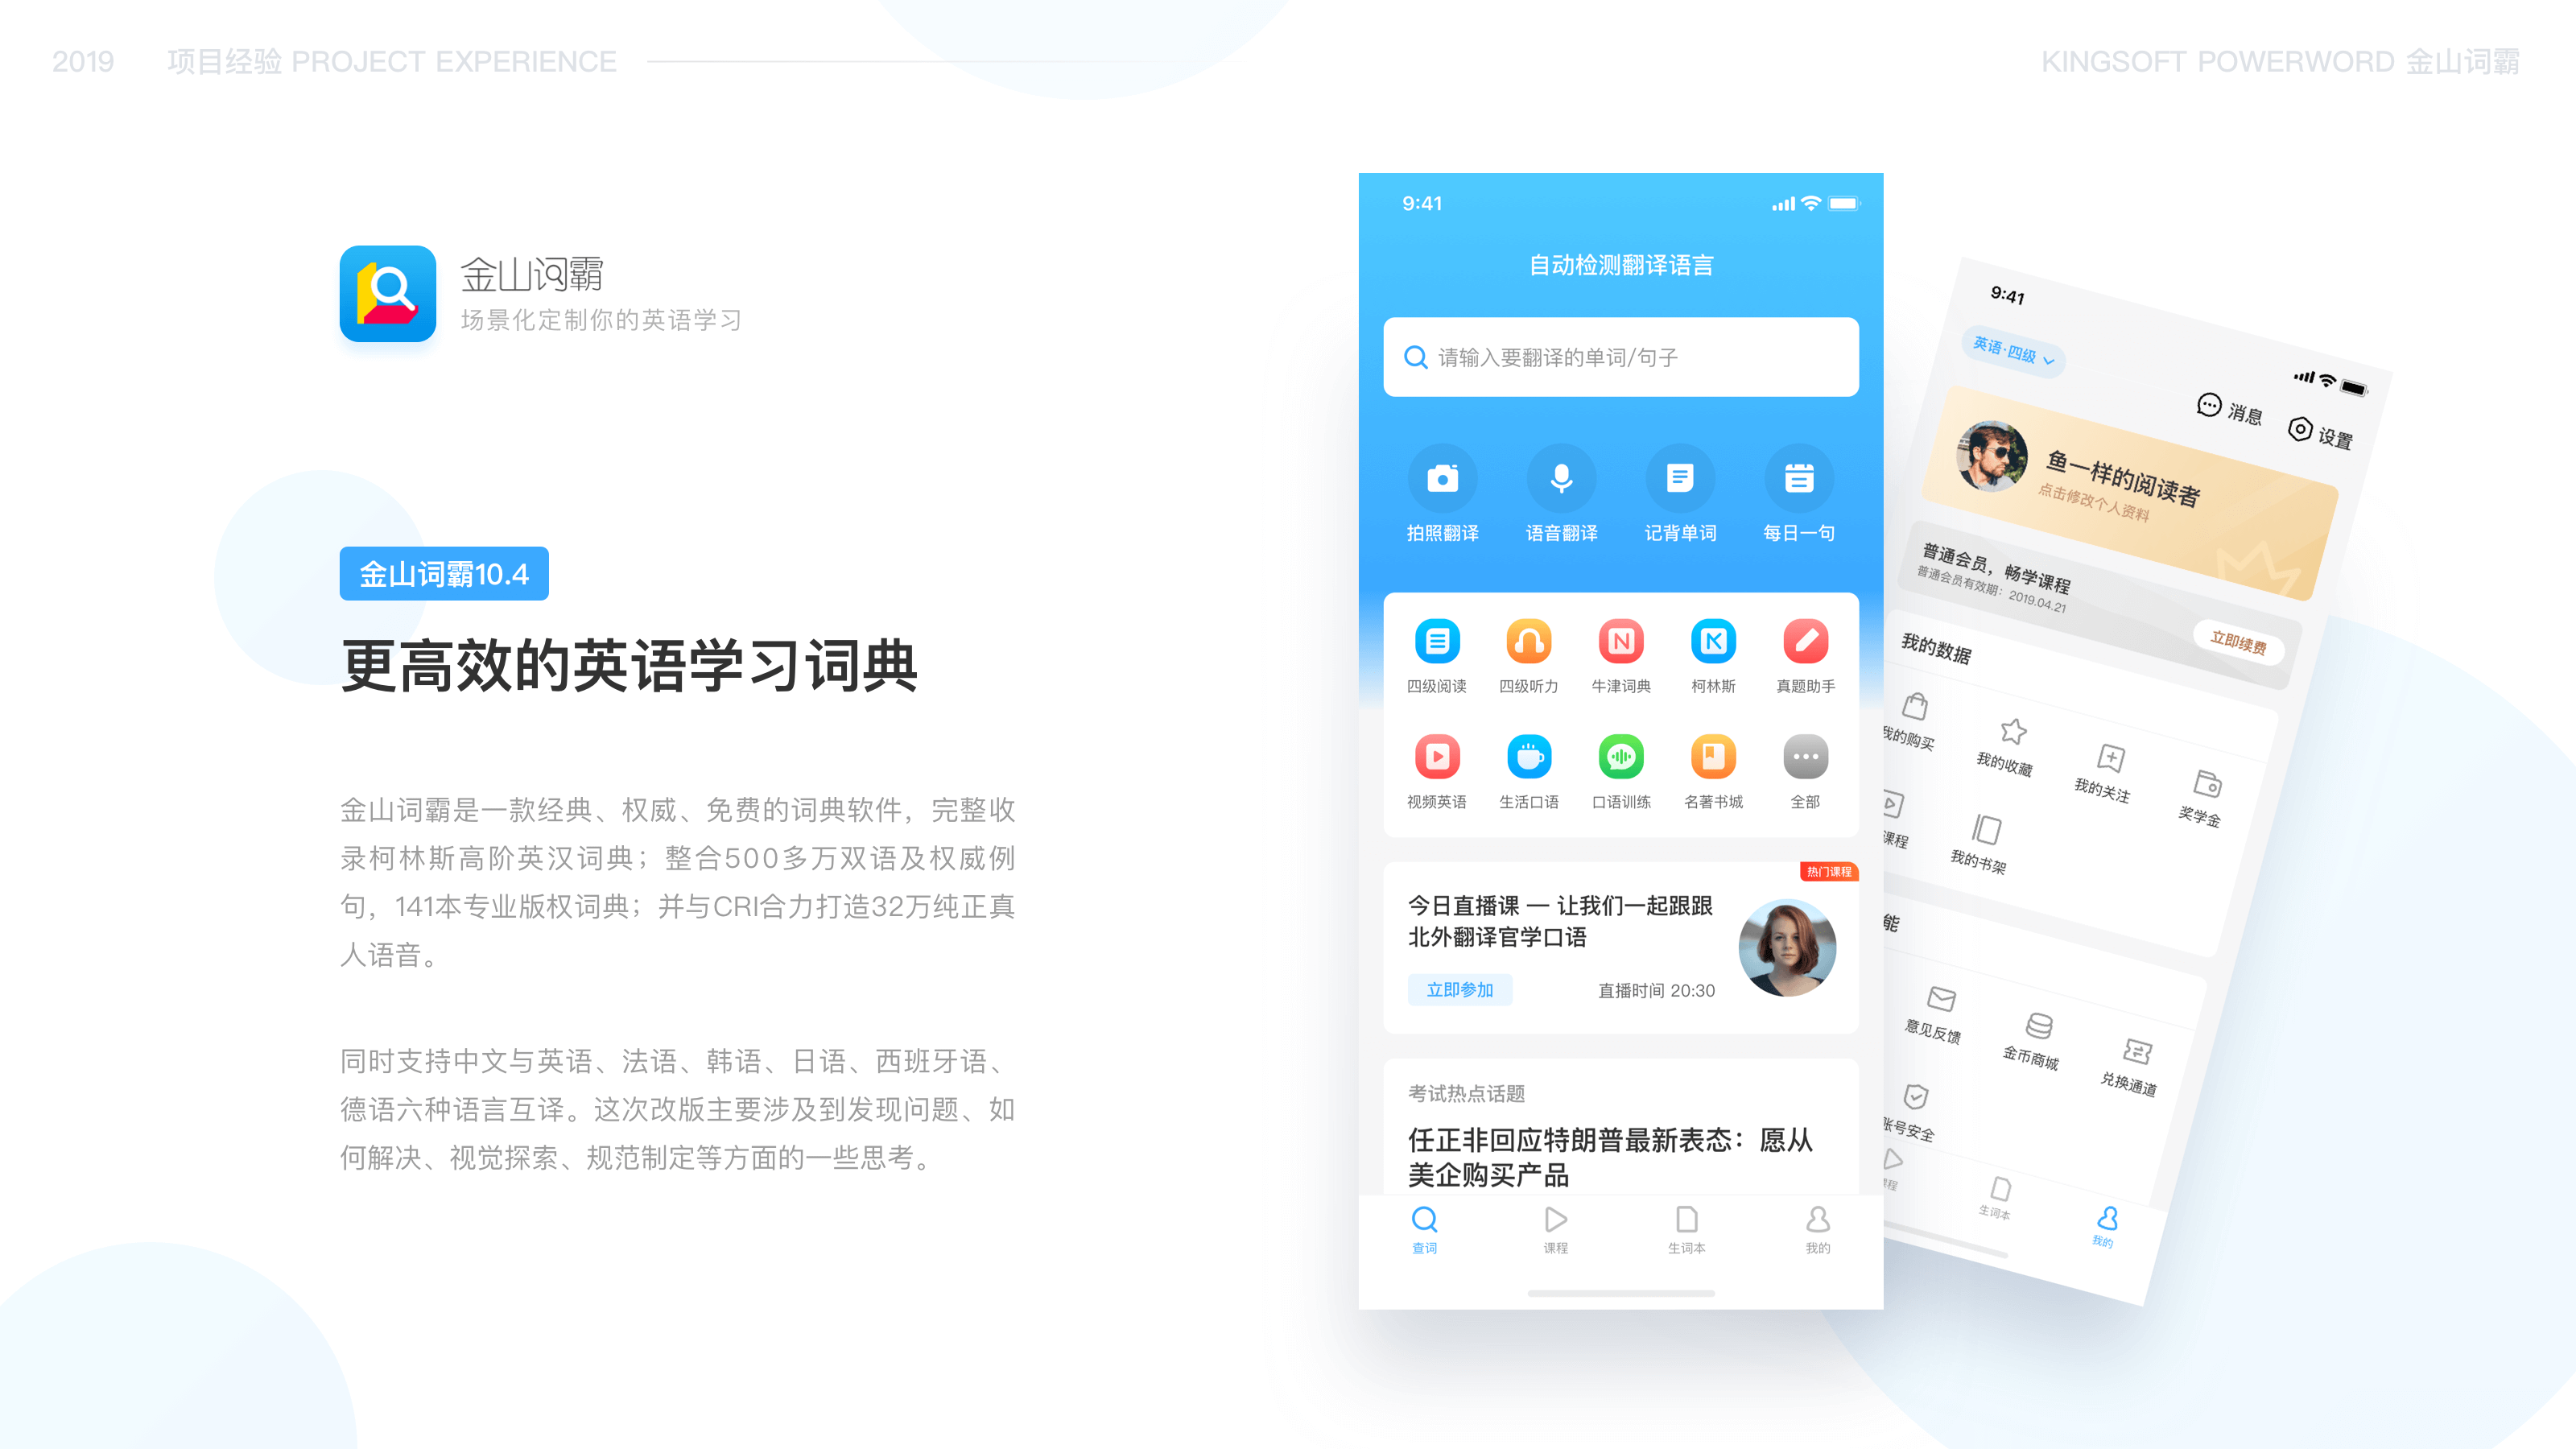 2019
项目经验 PROJECT EXPERIENCE
KINGSOFT POWERWORD 金山词霸
金山词霸
场景化定制你的英语学习
金山词霸10.4
更高效的英语学习词典
金山词霸是一款经典、权威、免费的词典软件，完整收
录柯林斯高阶英汉词典；整合500多万双语及权威例
句，141本专业版权词典；并与CRI合力打造32万纯正真
人语音。
同时支持中文与英语、法语、韩语、日语、西班牙语、
德语六种语言互译。这次改版主要涉及到发现问题、如
何解决、视觉探索、规范制定等方面的一些思考。
9:41
自动检测翻译语言
请输入要翻译的单词/句子
拍照翻译
语音翻译
记背单词
每日一句
四级阅读
四级听力
牛津词典
柯林斯
真题助手
视频英语
生活口语
口语训练
名著书城
全部
热门课程
今日直播课 — 让我们一起跟跟
北外翻译官学口语
立即参加
直播时间 20:30
考试热点话题
任正非回应特朗普最新表态：愿从
美企购买产品
查词
课程
生词本
我的
9:41
英语·四级
消息
设置
鱼一样的阅读者
点击修改个人资料
普通会员，畅学课程
普通会员有效期：2019.04.21
立即续费
我的数据
我的购买
我的收藏
我的关注
奖学金
课程
我的书架
能
意见反馈
金币商城
兑换通道
账号安全
课程
生词本
我的